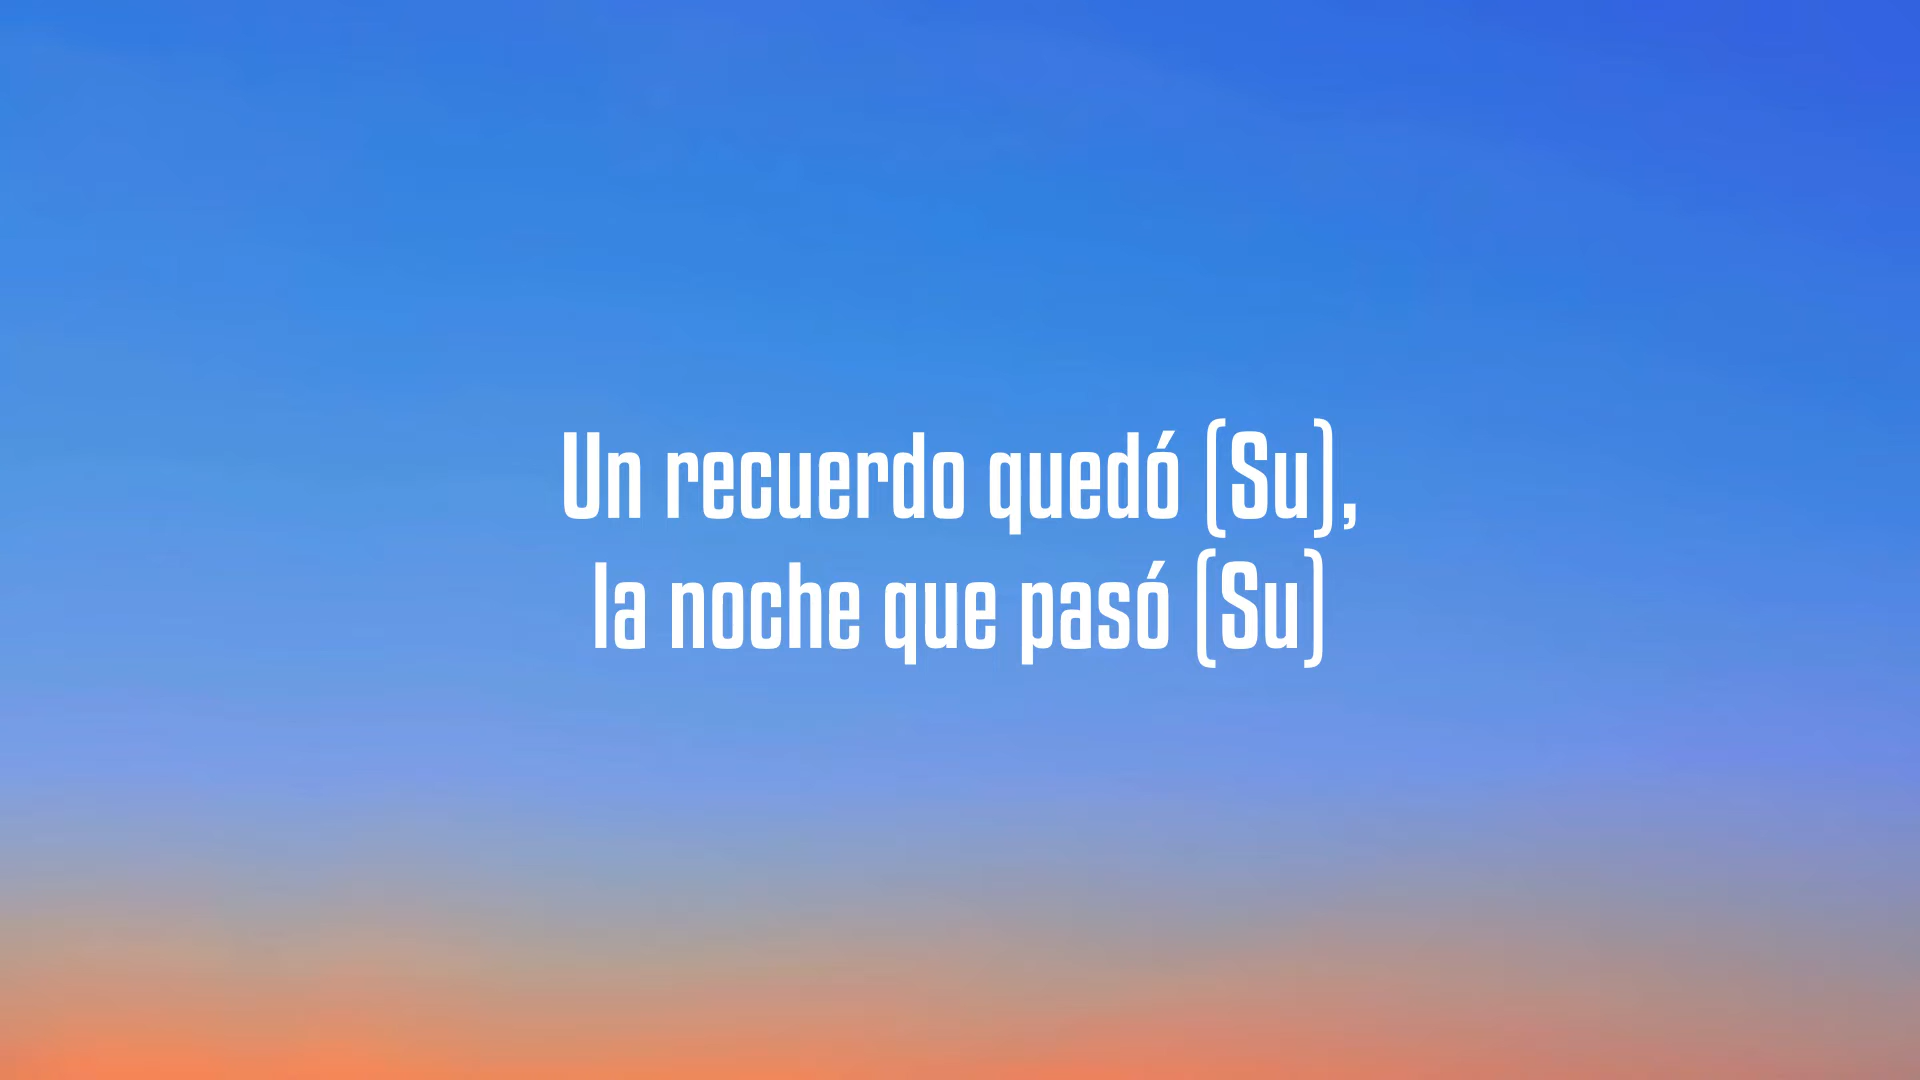 Un recuerdo quedó (Su),
la noche que pasó (Su)